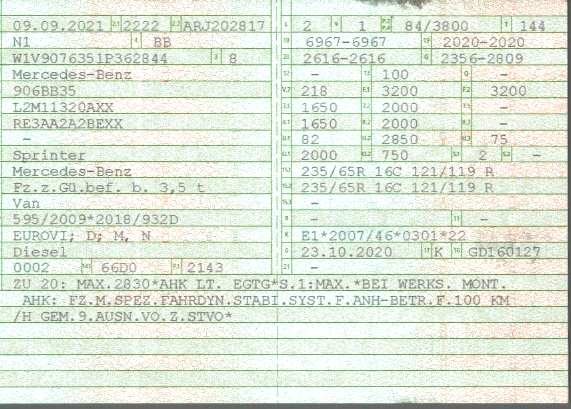 09.09.2021 2222 ARJ202817 2 1 84/3800 144
N1 BB 6967-6967 2020-2020
W1V9076351P362844 8 2616-2616 2356-2809
Mercedes-Benz - 100 -
906BB35 218 3200 3200
L2M11320AXX 1650 2000 -
RE3AA2A2BEXX 1650 2000 -
- 82 2850 75
Sprinter 2000 750 2 -
Mercedes-Benz 235/65R 16C 121/119 R
Fz.z.Gü.bef. b. 3,5 t 235/65R 16C 121/119 R
Van -
595/2009*2018/932D - -
EUROVI; D; M, N E1*2007/46*0301*22
Diesel 23.10.2020 K GD160127
0002 66D0 2143 -
ZU 20: MAX.2830*AHK LT. EGTG*S.1:MAX.*BEI WERKS. MONT.
AHK: FZ.M.SPEZ.FAHRDYN.STABI.SYST.F.ANH-BETR.F.100 KM
/H GEM.9.AUSN.VO.Z.STVO*